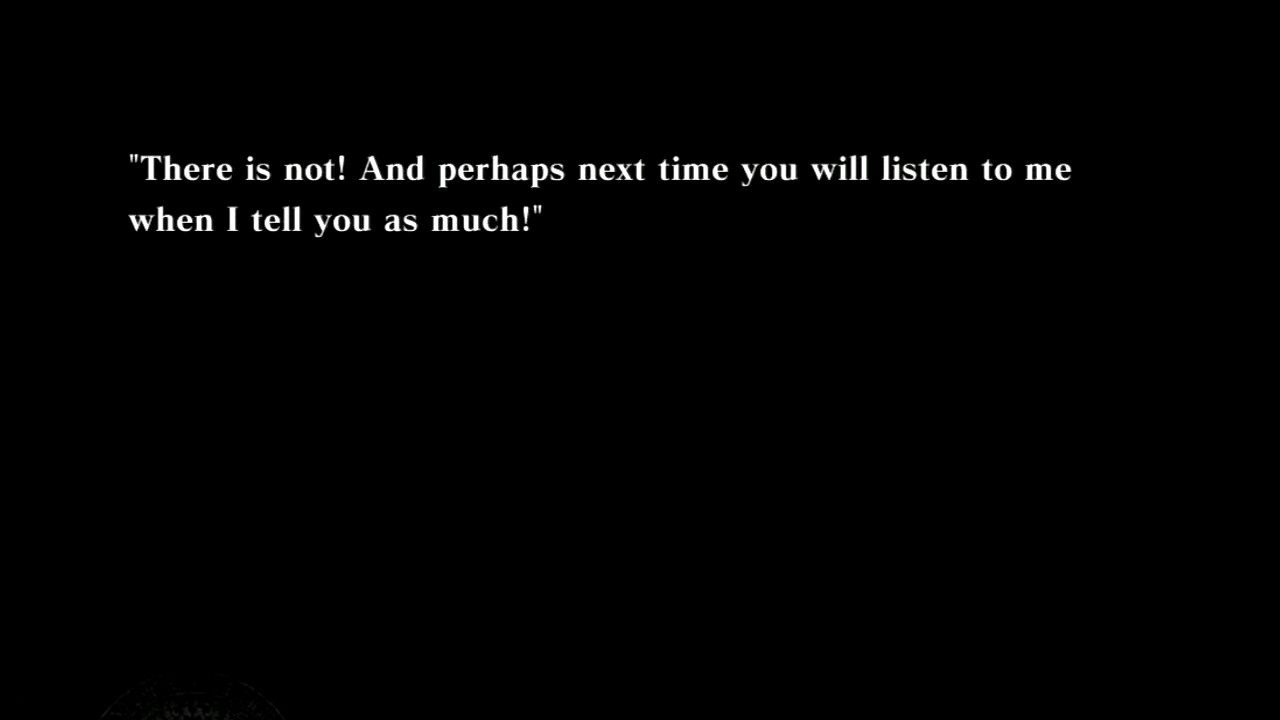 "There is not! And perhaps next time you will listen to me
when I tell you as much!"